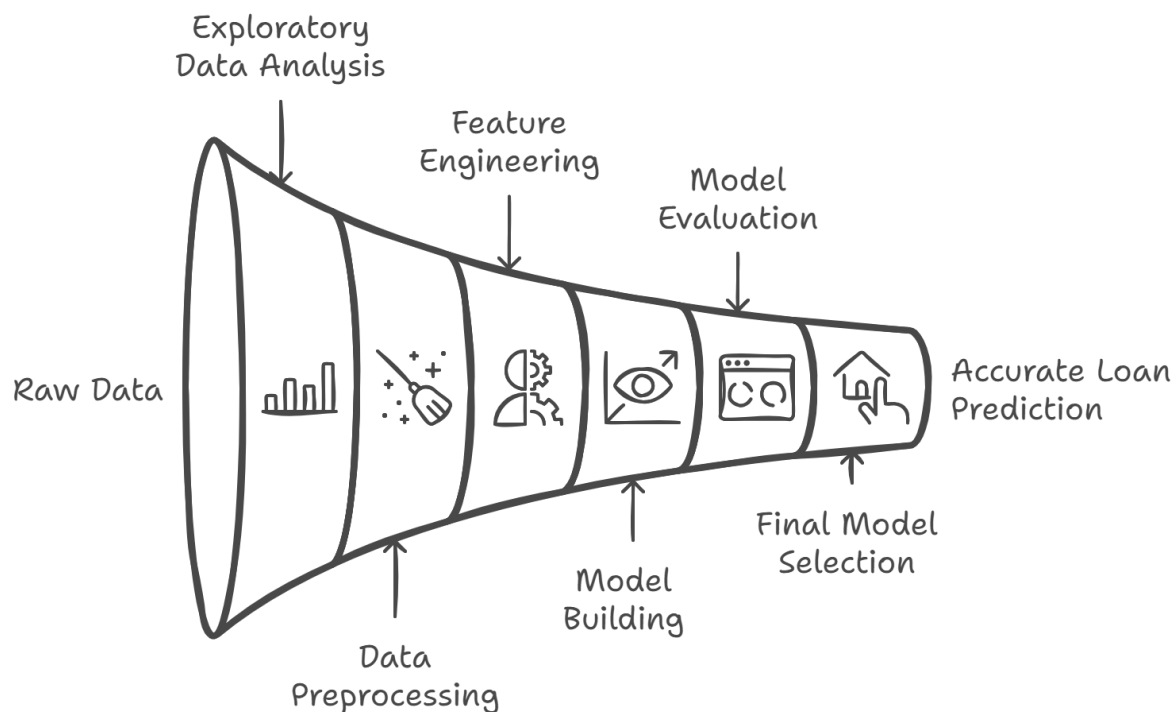 Exploratory
Data Analysis
Feature
Engineering
Model
Evaluation
Raw Data
Accurate Loan
Prediction
Final Model
Selection
Model
Building
Data
Preprocessing